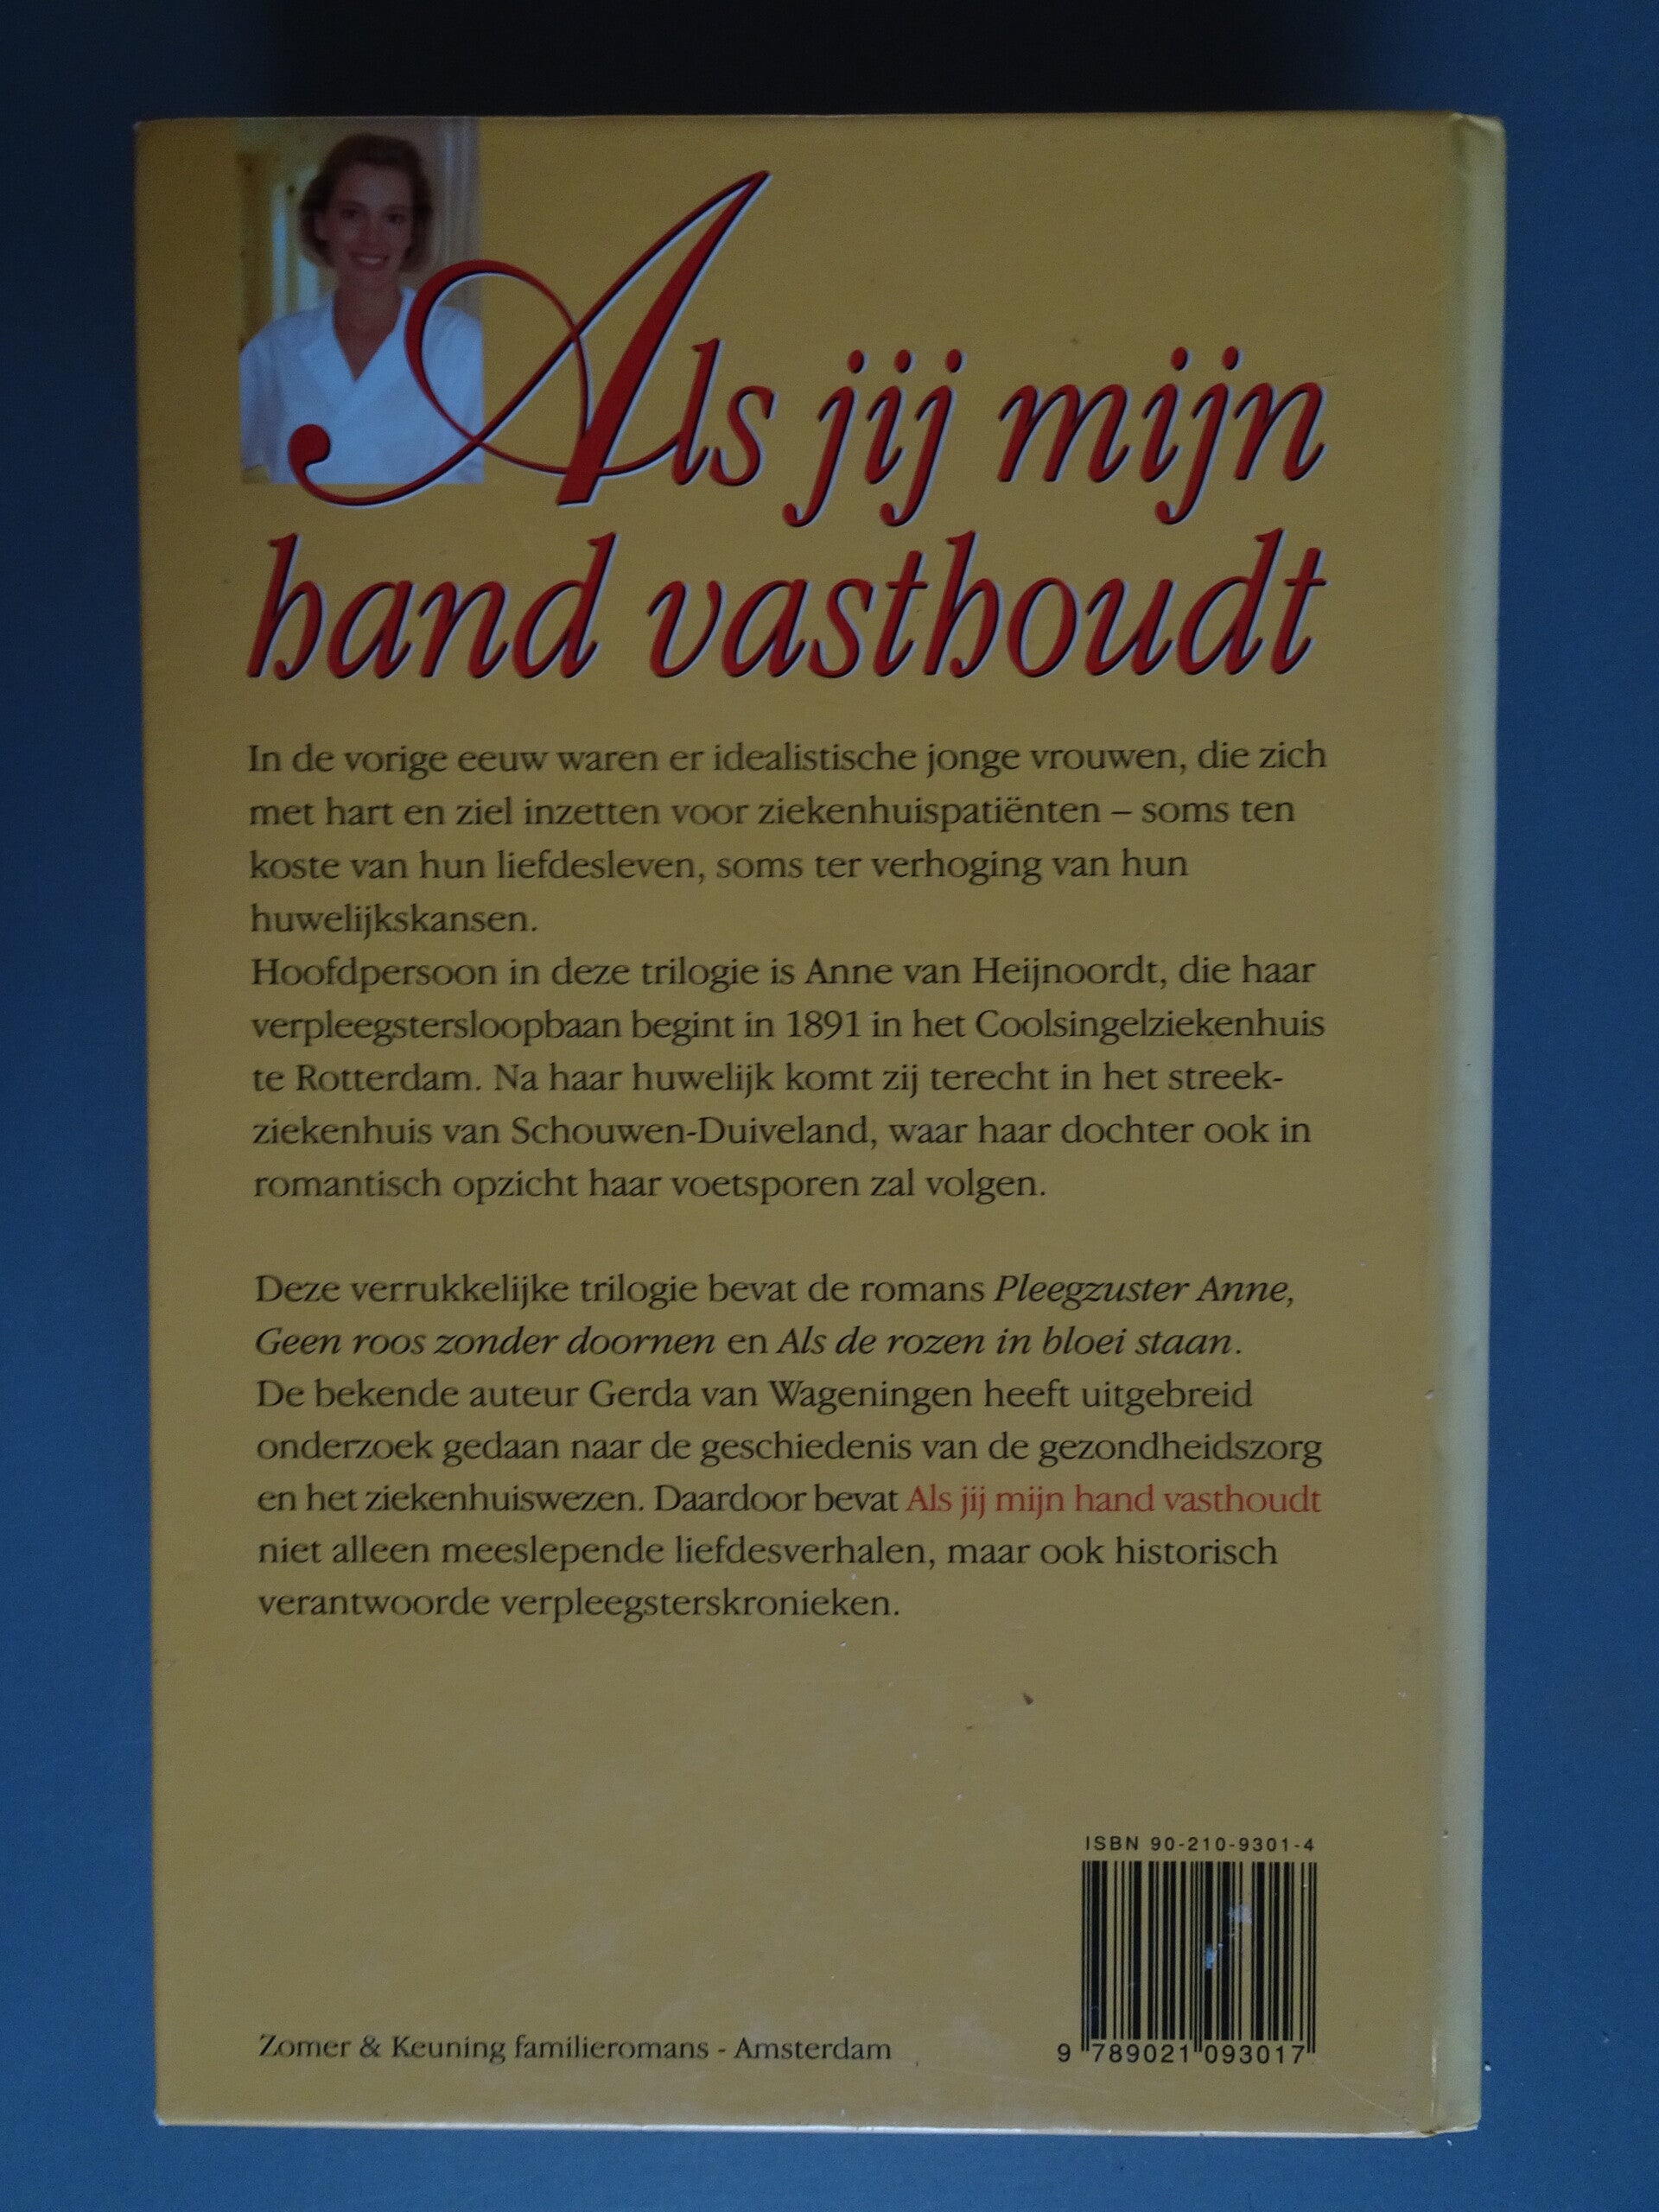 Als jij mijn
hand vasthoudt
In de vorige eeuw waren er idealistische jonge vrouwen, die zich
met hart en ziel inzetten voor ziekenhuispatiënten – soms ten
koste van hun liefdesleven, soms ter verhoging van hun
huwelijkskansen.
Hoofdpersoon in deze trilogie is Anne van Heijnoordt, die haar
verpleegstersloopbaan begint in 1891 in het Coolsingelziekenhuis
te Rotterdam. Na haar huwelijk komt zij terecht in het streek-
ziekenhuis van Schouwen-Duiveland, waar haar dochter ook in
romantisch opzicht haar voetsporen zal volgen.
Deze verrukkelijke trilogie bevat de romans Pleegzuster Anne,
Geen roos zonder doornen en Als de rozen in bloei staan.
De bekende auteur Gerda van Wageningen heeft uitgebreid
onderzoek gedaan naar de geschiedenis van de gezondheidszorg
en het ziekenhuiswezen. Daardoor bevat Als jij mijn hand vasthoudt
niet alleen meeslepende liefdesverhalen, maar ook historisch
verantwoorde verpleegsterskronieken.
ISBN 90-210-9301-4
9 789021 093017
Zomer & Keuning familieromans - Amsterdam